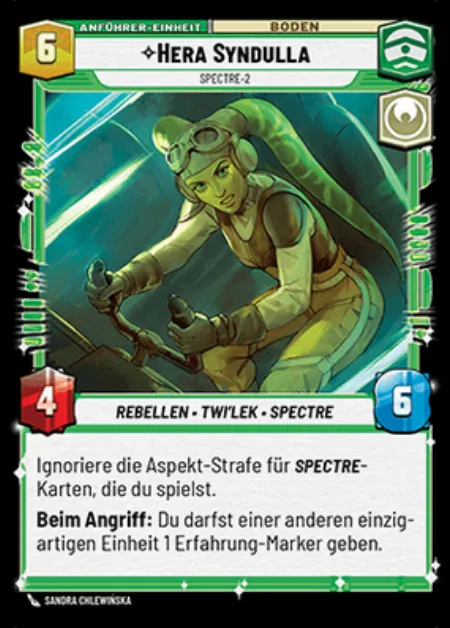 6
ANFÜHRER-EINHEIT
BODEN
✧HERA SYNDULLA
SPECTRE-2
4
REBELLEN • TWI'LEK • SPECTRE
6
Ignoriere die Aspekt-Strafe für SPECTRE-
Karten, die du spielst.
Beim Angriff: Du darfst einer anderen einzig-
artigen Einheit 1 Erfahrung-Marker geben.
SANDRA CHLEWIŃSKA